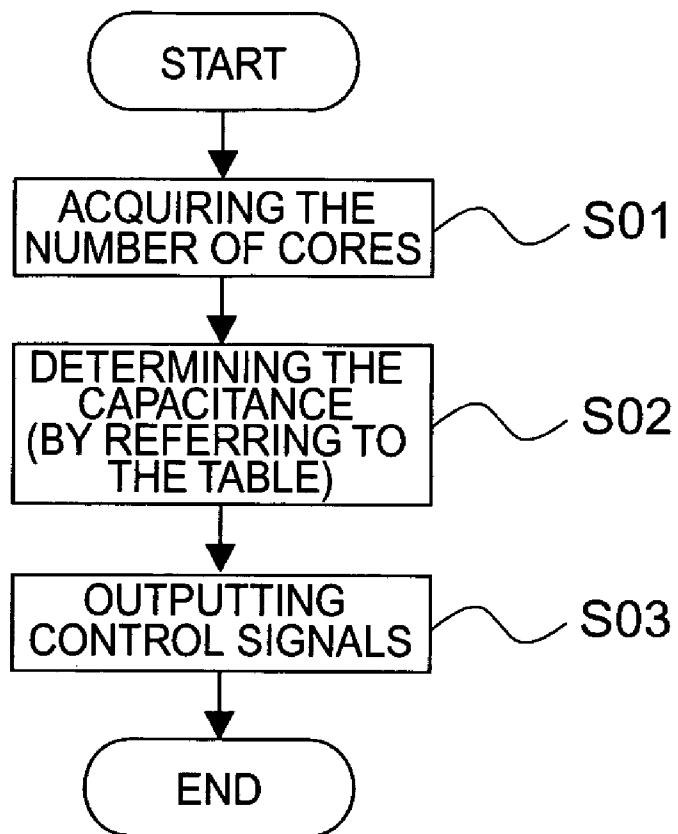 START
ACQUIRING THE
NUMBER OF CORES
S01
DETERMINING THE
CAPACITANCE
(BY REFERRING TO
THE TABLE)
S02
OUTPUTTING
CONTROL SIGNALS
S03
END